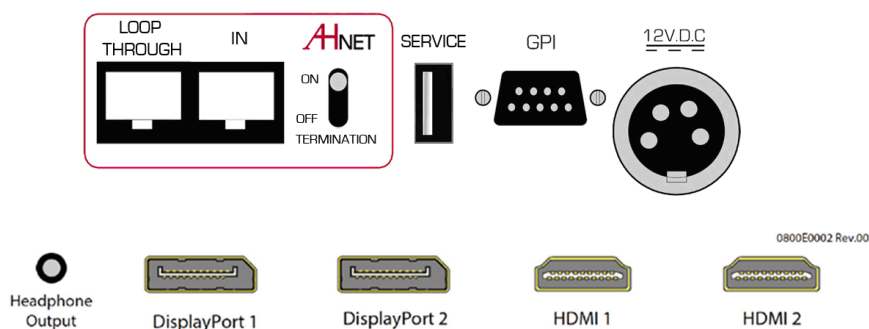 LOOP
THROUGH
IN
AHNET
ON
OFF
TERMINATION
SERVICE
GPI
12V.D.C
0800E0002 Rev.00
Headphone
Output
DisplayPort 1
DisplayPort 2
HDMI 1
HDMI 2